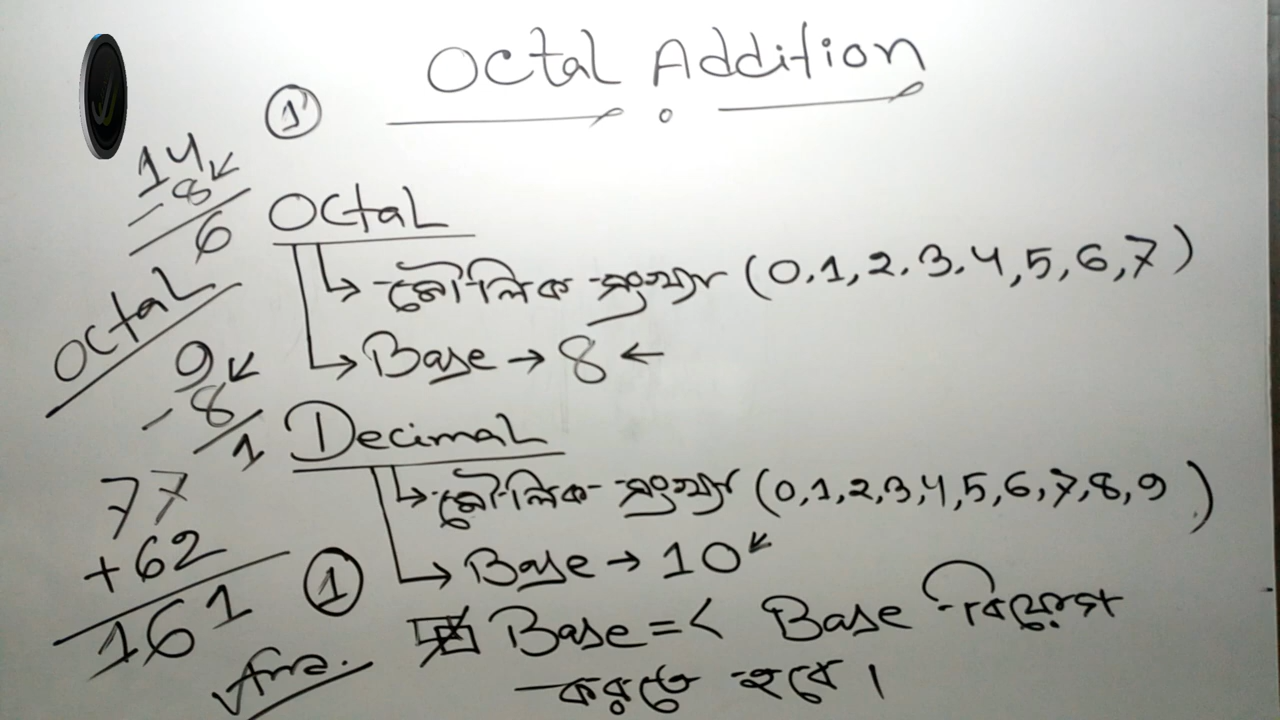 Octal Addition
1
14
-8
6
Octal
9
-8
1
77
+62
161
Ans.
Octal
মৌলিক সংখ্যা (0,1,2,3,4,5,6,7)
Base → 8 ←
Decimal
মৌলিক সংখ্যা (0,1,2,3,4,5,6,7,8,9)
Base → 10
1
Base = < Base বিয়োগ
করতে হবে।